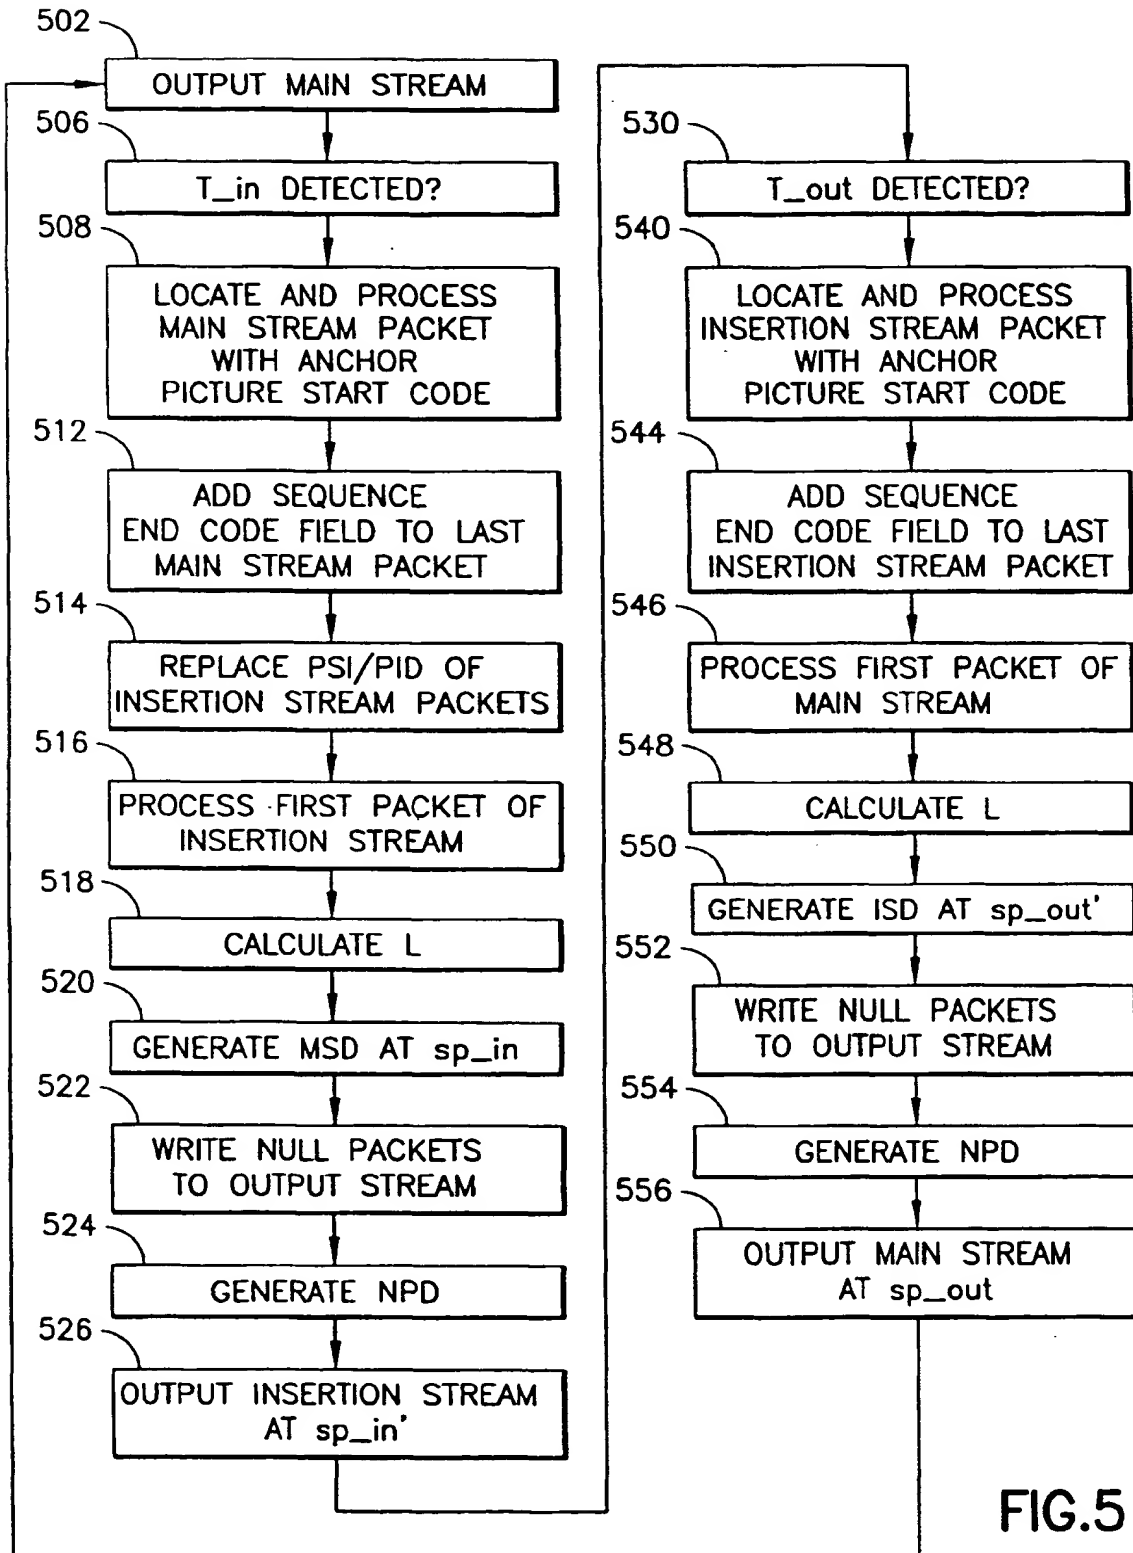 502
OUTPUT MAIN STREAM
506
T_in DETECTED?
508
LOCATE AND PROCESS
MAIN STREAM PACKET
WITH ANCHOR
PICTURE START CODE
512
ADD SEQUENCE
END CODE FIELD TO LAST
MAIN STREAM PACKET
514
REPLACE PSI/PID OF
INSERTION STREAM PACKETS
516
PROCESS FIRST PACKET OF
INSERTION STREAM
518
CALCULATE L
520
GENERATE MSD AT sp_in
522
WRITE NULL PACKETS
TO OUTPUT STREAM
524
GENERATE NPD
526
OUTPUT INSERTION STREAM
AT sp_in'
530
T_out DETECTED?
540
LOCATE AND PROCESS
INSERTION STREAM PACKET
WITH ANCHOR
PICTURE START CODE
544
ADD SEQUENCE
END CODE FIELD TO LAST
INSERTION STREAM PACKET
546
PROCESS FIRST PACKET OF
MAIN STREAM
548
CALCULATE L
550
GENERATE ISD AT sp_out'
552
WRITE NULL PACKETS
TO OUTPUT STREAM
554
GENERATE NPD
556
OUTPUT MAIN STREAM
AT sp_out
FIG.5